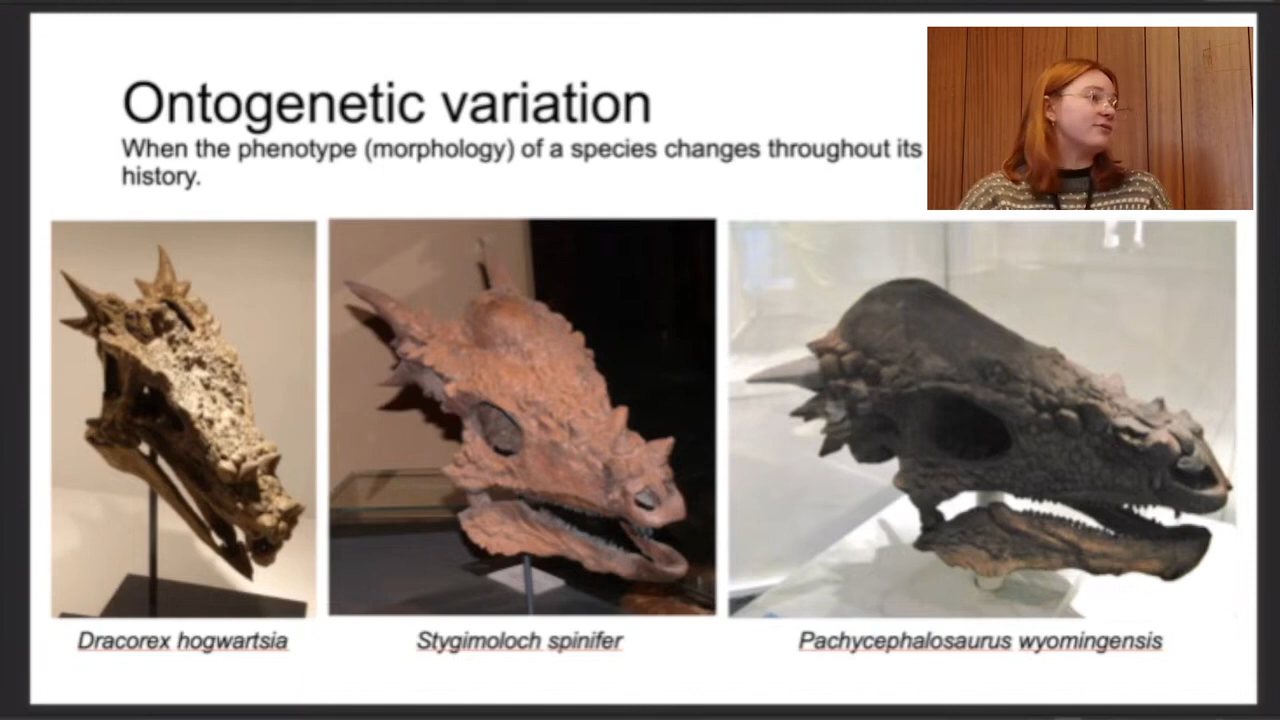 Ontogenetic variation
When the phenotype (morphology) of a species changes throughout its
history.
Dracorex hogwartsia
Stygimoloch spinifer
Pachycephalosaurus wyomingensis